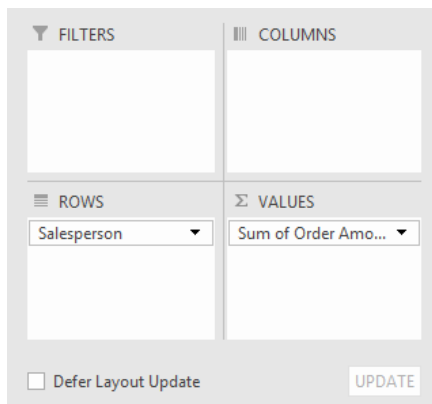 FILTERS
COLUMNS
ROWS
Σ VALUES
Salesperson
Sum of Order Amo...
Defer Layout Update
UPDATE